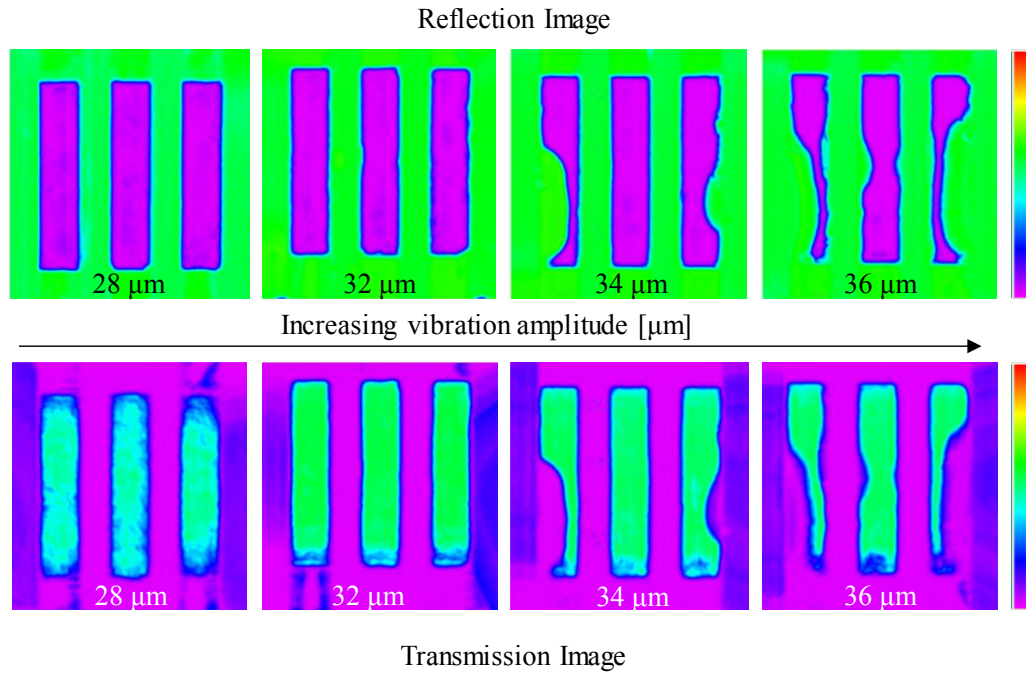 Reflection Image
28 μm
32 μm
34 μm
36 μm
Increasing vibration amplitude [μm]
28 μm
32 μm
34 μm
36 μm
Transmission Image